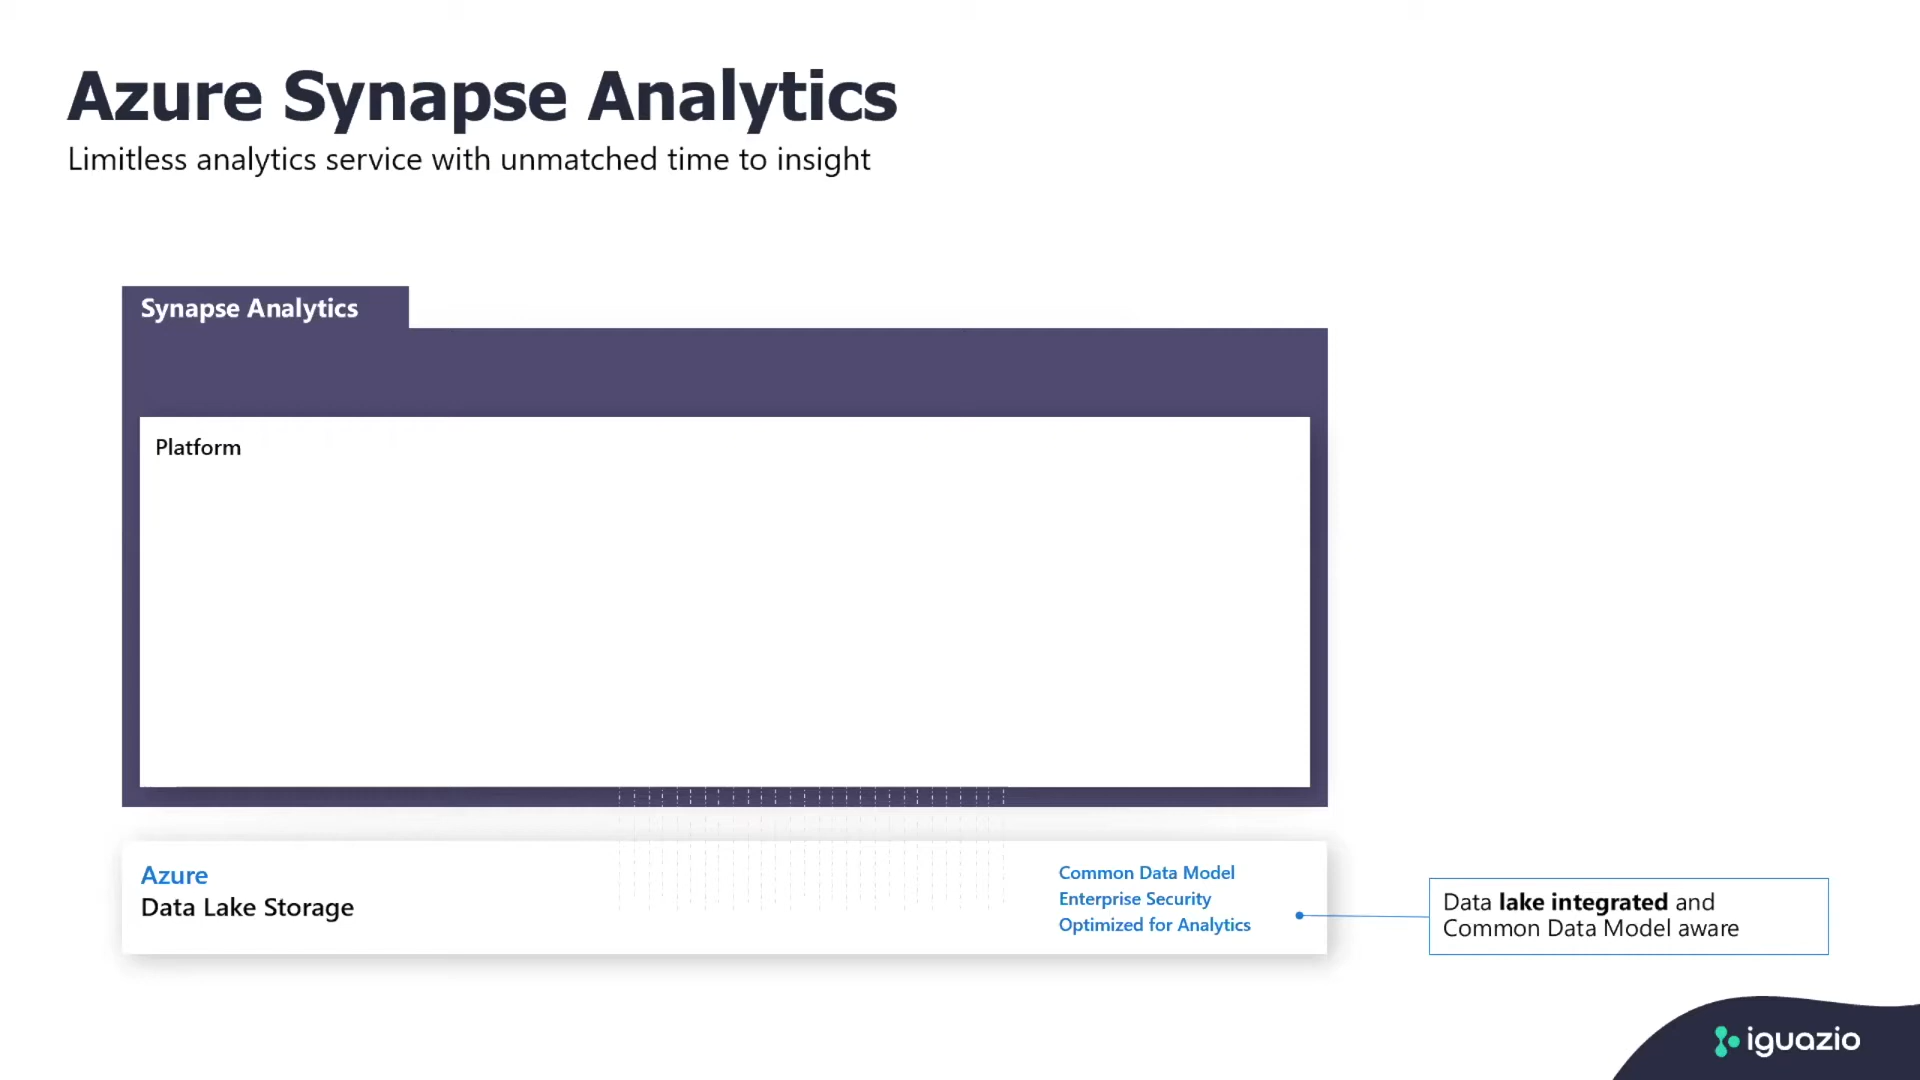 Azure Synapse Analytics
Limitless analytics service with unmatched time to insight
Synapse Analytics
Platform
Azure
Data Lake Storage
Common Data Model
Enterprise Security
Optimized for Analytics
Data lake integrated and
Common Data Model aware
iguazio